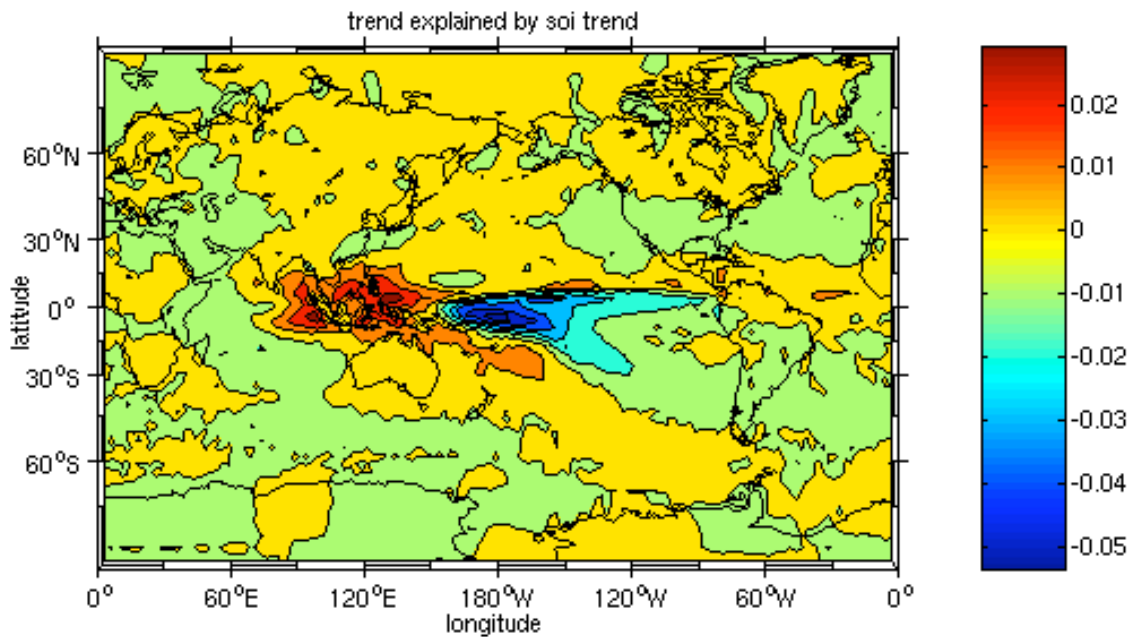 trend explained by soi trend
60°N
30°N
0°
30°S
60°S
latitude
0°
60°E
120°E
180°W
120°W
60°W
0°
longitude
0.02
0.01
0
-0.01
-0.02
-0.03
-0.04
-0.05